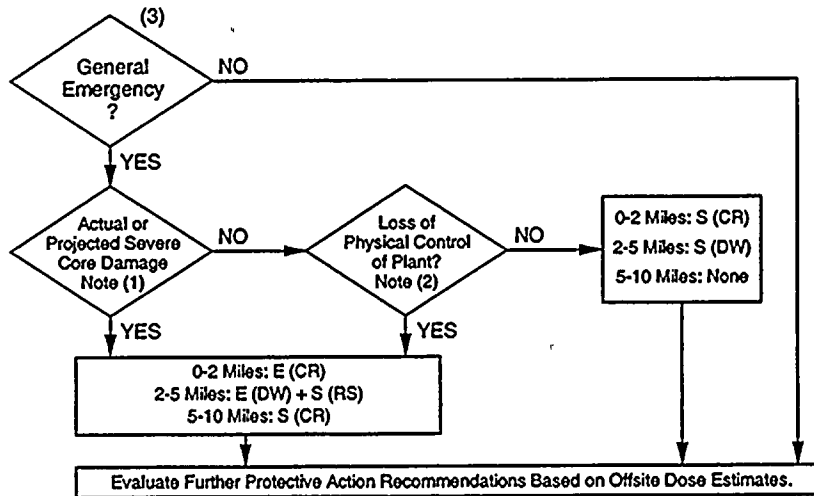 (3)
General
Emergency
?
NO
YES
Actual or
Projected Severe
Core Damage
Note (1)
NO
Loss of
Physical Control
of Plant?
Note (2)
NO
0-2 Miles: S (CR)
2-5 Miles: S (DW)
5-10 Miles: None
YES
YES
0-2 Miles: E (CR)
2-5 Miles: E (DW) + S (RS)
5-10 Miles: S (CR)
Evaluate Further Protective Action Recommendations Based on Offsite Dose Estimates.